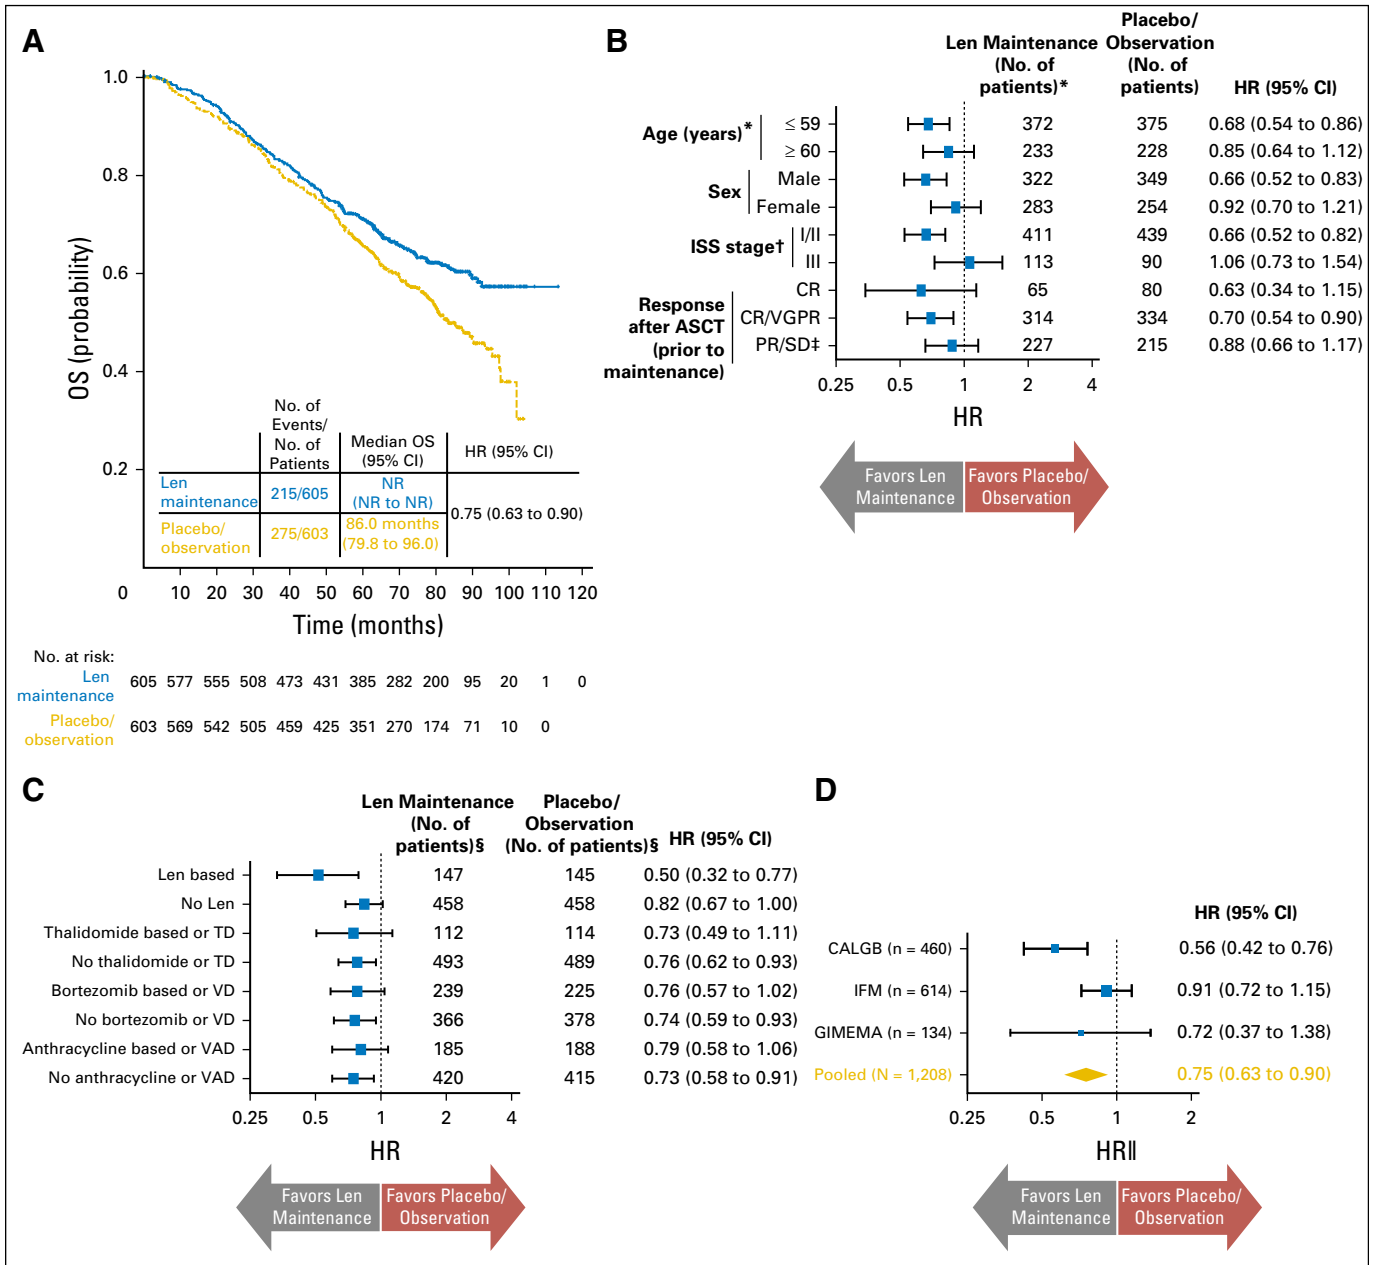 A
1.0
0.8
0.6
0.4
0.2
OS (probability)
No. of
Events/
No. of
Patients
Median OS
(95% CI)
HR (95% CI)
Len
maintenance
215/605
NR
(NR to NR)
0.75 (0.63 to 0.90)
Placebo/
observation
275/603
86.0 months
(79.8 to 96.0)
0 10 20 30 40 50 60 70 80 90 100 110 120
Time (months)
No. at risk:
Len
maintenance
605 577 555 508 473 431 385 282 200 95 20 1 0
Placebo/
observation
603 569 542 505 459 425 351 270 174 71 10 0
B
Len Maintenance
(No. of
patients)*
Placebo/
Observation
(No. of
patients)
HR (95% CI)
Age (years)*
≤ 59 372 375 0.68 (0.54 to 0.86)
≥ 60 233 228 0.85 (0.64 to 1.12)
Sex
Male 322 349 0.66 (0.52 to 0.83)
Female 283 254 0.92 (0.70 to 1.21)
ISS stage†
I/II 411 439 0.66 (0.52 to 0.82)
III 113 90 1.06 (0.73 to 1.54)
Response
after ASCT
(prior to
maintenance)
CR 65 80 0.63 (0.34 to 1.15)
CR/VGPR 314 334 0.70 (0.54 to 0.90)
PR/SD‡ 227 215 0.88 (0.66 to 1.17)
0.25 0.5 1 2 4
HR
Favors Len
Maintenance
Favors Placebo/
Observation
C
Len Maintenance
(No. of
patients)§
Placebo/
Observation
(No. of patients)§
HR (95% CI)
Len based 147 145 0.50 (0.32 to 0.77)
No Len 458 458 0.82 (0.67 to 1.00)
Thalidomide based or TD 112 114 0.73 (0.49 to 1.11)
No thalidomide or TD 493 489 0.76 (0.62 to 0.93)
Bortezomib based or VD 239 225 0.76 (0.57 to 1.02)
No bortezomib or VD 366 378 0.74 (0.59 to 0.93)
Anthracycline based or VAD 185 188 0.79 (0.58 to 1.06)
No anthracycline or VAD 420 415 0.73 (0.58 to 0.91)
0.25 0.5 1 2 4
HR
Favors Len
Maintenance
Favors Placebo/
Observation
D
HR (95% CI)
CALGB (n = 460) 0.56 (0.42 to 0.76)
IFM (n = 614) 0.91 (0.72 to 1.15)
GIMEMA (n = 134) 0.72 (0.37 to 1.38)
Pooled (N = 1,208) 0.75 (0.63 to 0.90)
0.25 0.5 1 2
HR||
Favors Len
Maintenance
Favors Placebo/
Observation